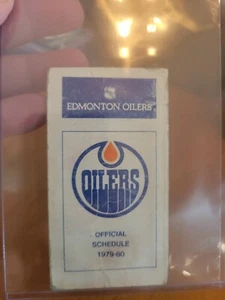 EDMONTON OILERS
OILERS
OFFICIAL
SCHEDULE
1979-80